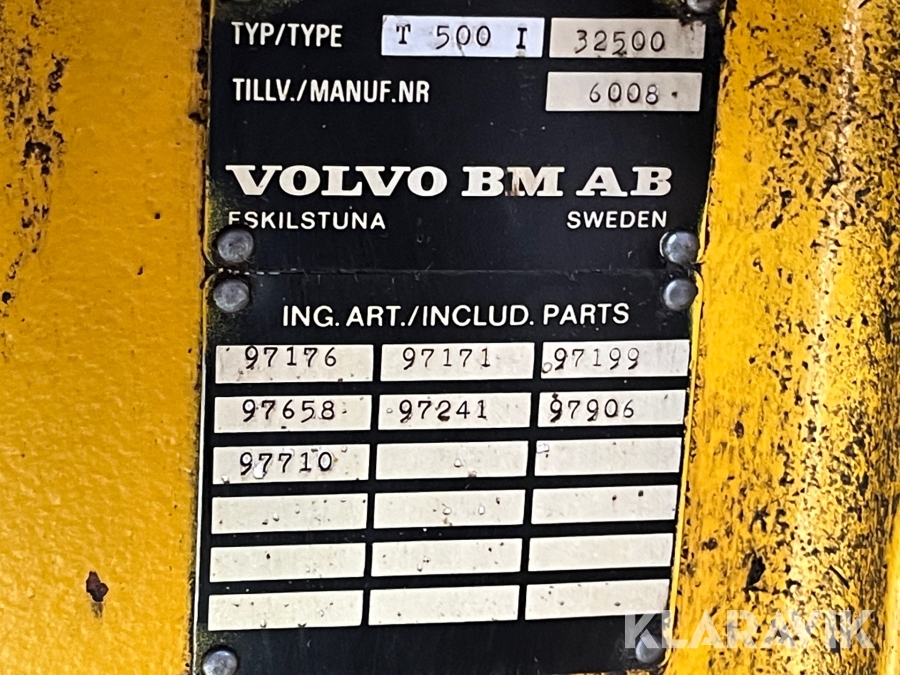 TYP/TYPE T 500 I 32500
TILLV./MANUF.NR 6008
VOLVO BM AB
ESKILSTUNA SWEDEN
ING. ART./INCLUD. PARTS
97176 97171 97199
97658 97241 97906
97710
KLARAVIK